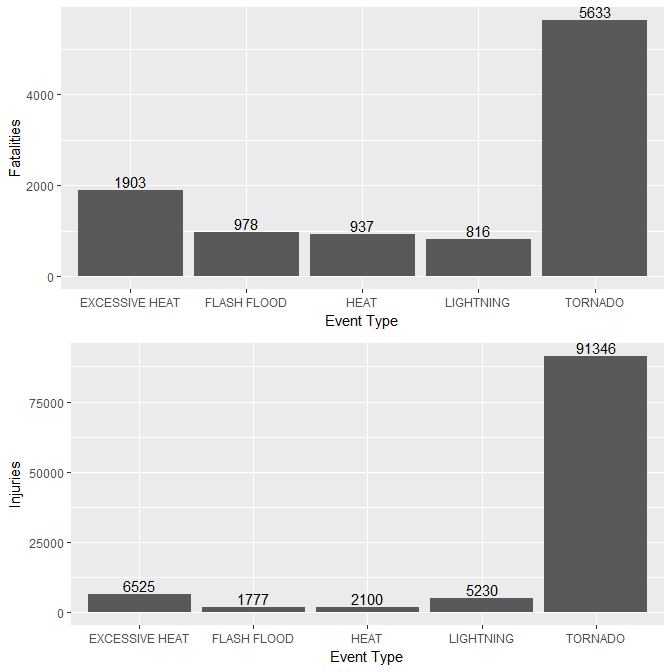 5633
4000
Fatalities
1903
2000
978
937
816
0
EXCESSIVE HEAT FLASH FLOOD HEAT LIGHTNING TORNADO
Event Type
91346
75000
50000
Injuries
25000
6525
5230
1777
2100
0
EXCESSIVE HEAT FLASH FLOOD HEAT LIGHTNING TORNADO
Event Type